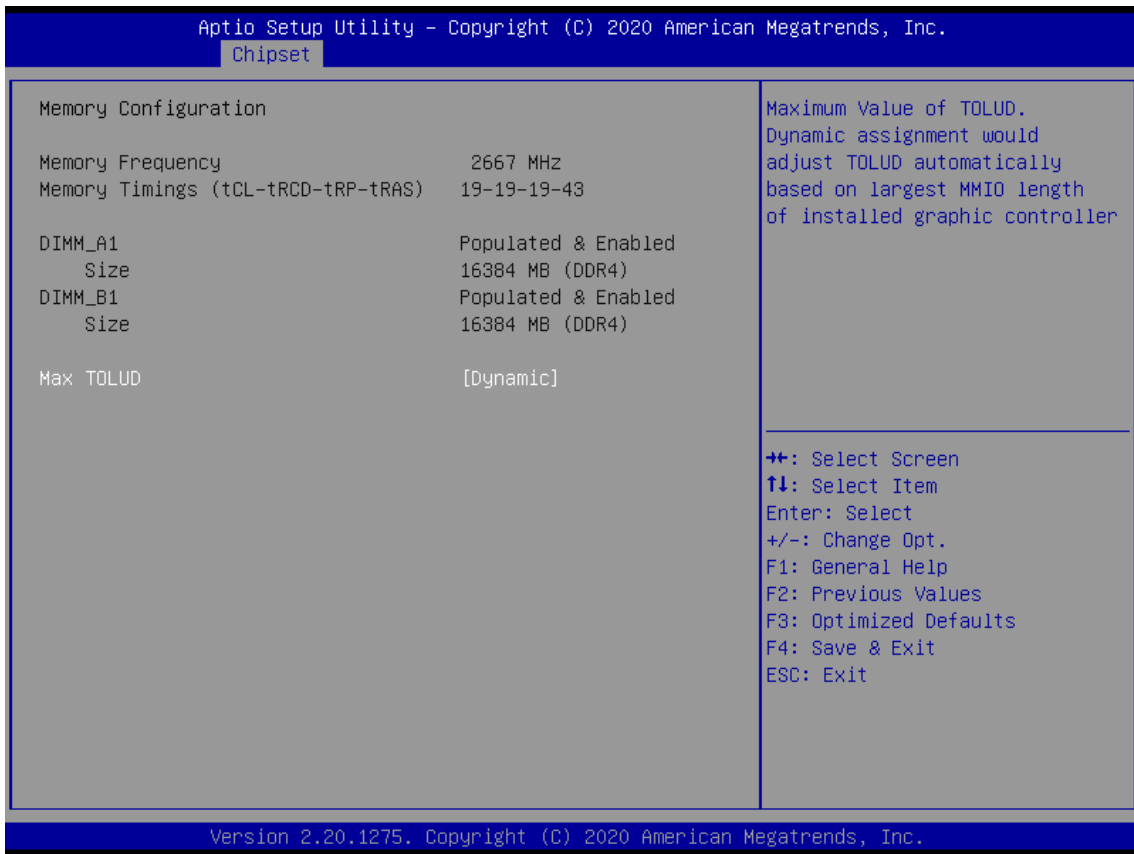 Aptio Setup Utility – Copyright (C) 2020 American Megatrends, Inc.
Chipset
Memory Configuration
Memory Frequency 2667 MHz
Memory Timings (tCL-tRCD-tRP-tRAS) 19-19-19-43
DIMM_A1 Populated & Enabled
Size 16384 MB (DDR4)
DIMM_B1 Populated & Enabled
Size 16384 MB (DDR4)
Max TOLUD [Dynamic]
Maximum Value of TOLUD.
Dynamic assignment would
adjust TOLUD automatically
based on largest MMIO length
of installed graphic controller
→←: Select Screen
↑↓: Select Item
Enter: Select
+/-: Change Opt.
F1: General Help
F2: Previous Values
F3: Optimized Defaults
F4: Save & Exit
ESC: Exit
Version 2.20.1275. Copyright (C) 2020 American Megatrends, Inc.